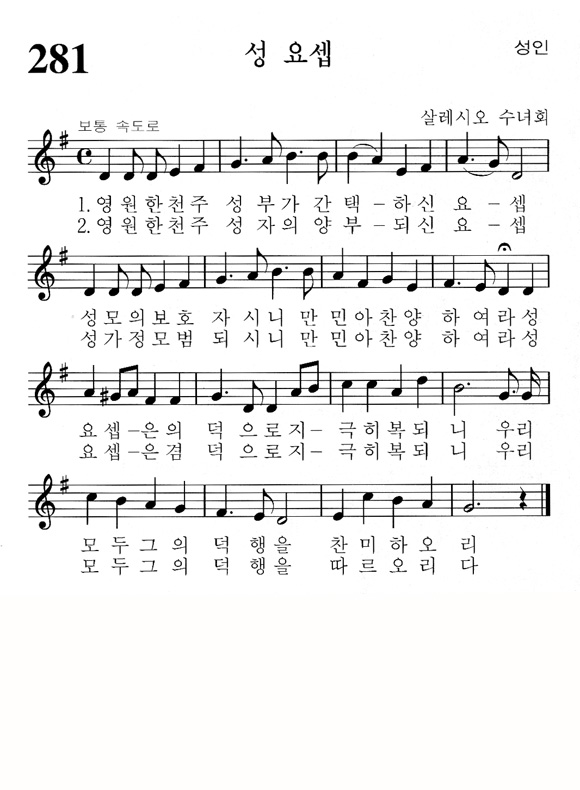 281
성 요셉
성인
살레시오 수녀회
보통 속도로
1.영원한천주 성부가간택-하신요-셉
2.영원한천주 성자의양부-되신요-셉
성모의보호 자시니만민아찬양하여라성
성가정모범 되시니만민아찬양하여라성
요셉-은의덕으로지-극히복되니 우리
요셉-은겸덕으로지-극히복되니 우리
모두그의덕행을 찬미하오리
모두그의덕행을 따르오리다